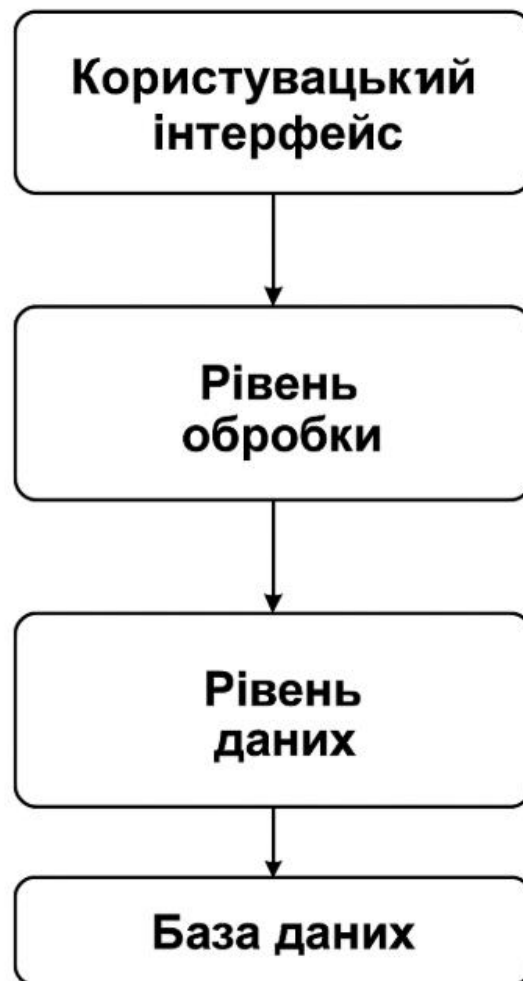 Користувацький
інтерфейс
Рівень
обробки
Рівень
даних
База даних